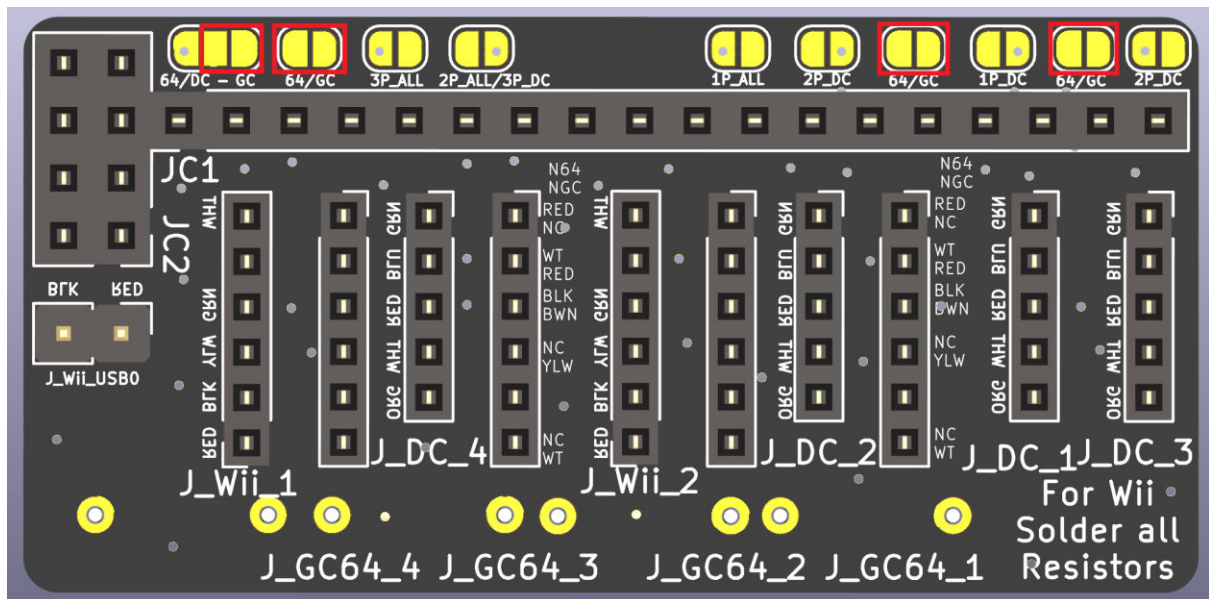 64/DC - GC
64/GC
3P_ALL
2P_ALL/3P_DC
1P_ALL
2P_DC
64/GC
1P_DC
64/GC
2P_DC
JC1
JC2
BLK
RED
J_Wii_USB0
WHT
GRN
YLW
BLK
RED
J_Wii_1
GRN
BLU
RED
WHT
ORG
J_DC_4
N64
NGC
RED
NC
WT
RED
BLK
BWN
NC
YLW
NC
WT
WHT
GRN
YLW
BLK
RED
J_Wii_2
GRN
BLU
RED
WHT
ORG
J_DC_2
N64
NGC
RED
NC
WT
RED
BLK
BWN
NC
YLW
NC
WT
GRN
BLU
RED
WHT
ORG
J_DC_1
GRN
BLU
RED
WHT
ORG
J_DC_3
J_GC64_4
J_GC64_3
J_GC64_2
J_GC64_1
For Wii
Solder all
Resistors